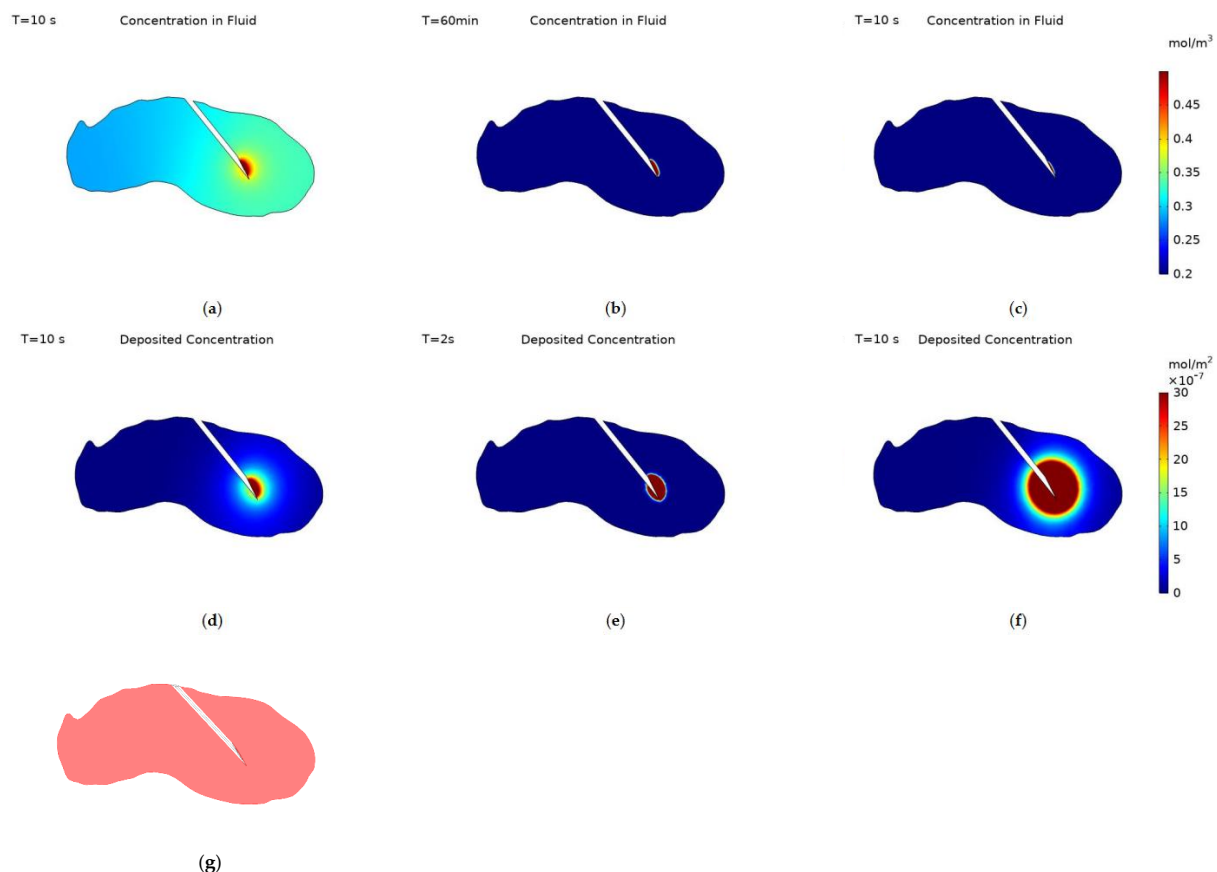 T=10 s Concentration in Fluid T=60min Concentration in Fluid T=10 s Concentration in Fluid
mol/m³
0.45
0.4
0.35
0.3
0.25
0.2
(a) (b) (c)
T=10 s Deposited Concentration T=2s Deposited Concentration T=10 s Deposited Concentration
mol/m²
×10⁻⁷
30
25
20
15
10
5
0
(d) (e) (f)
(g)